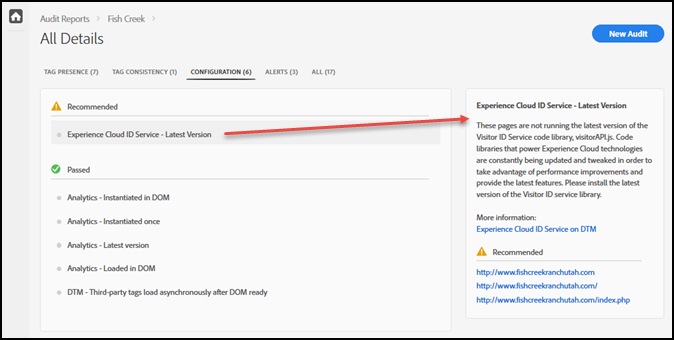 Audit Reports > Fish Creek >
All Details
New Audit
TAG PRESENCE (7) TAG CONSISTENCY (1) CONFIGURATION (6) ALERTS (3) ALL (17)
Recommended
Experience Cloud ID Service - Latest Version
Passed
Analytics - Instantiated in DOM
Analytics - Instantiated once
Analytics - Latest version
Analytics - Loaded in DOM
DTM - Third-party tags load asynchronously after DOM ready
Experience Cloud ID Service - Latest Version
These pages are not running the latest version of the
Visitor ID Service code library, visitorAPI.js. Code
libraries that power Experience Cloud technologies
are constantly being updated and tweaked in order to
take advantage of performance improvements and
provide the latest features. Please install the latest
version of the Visitor ID service library.
More information:
Experience Cloud ID Service on DTM
Recommended
http://www.fishcreekranchutah.com
http://www.fishcreekranchutah.com/
http://www.fishcreekranchutah.com/index.php